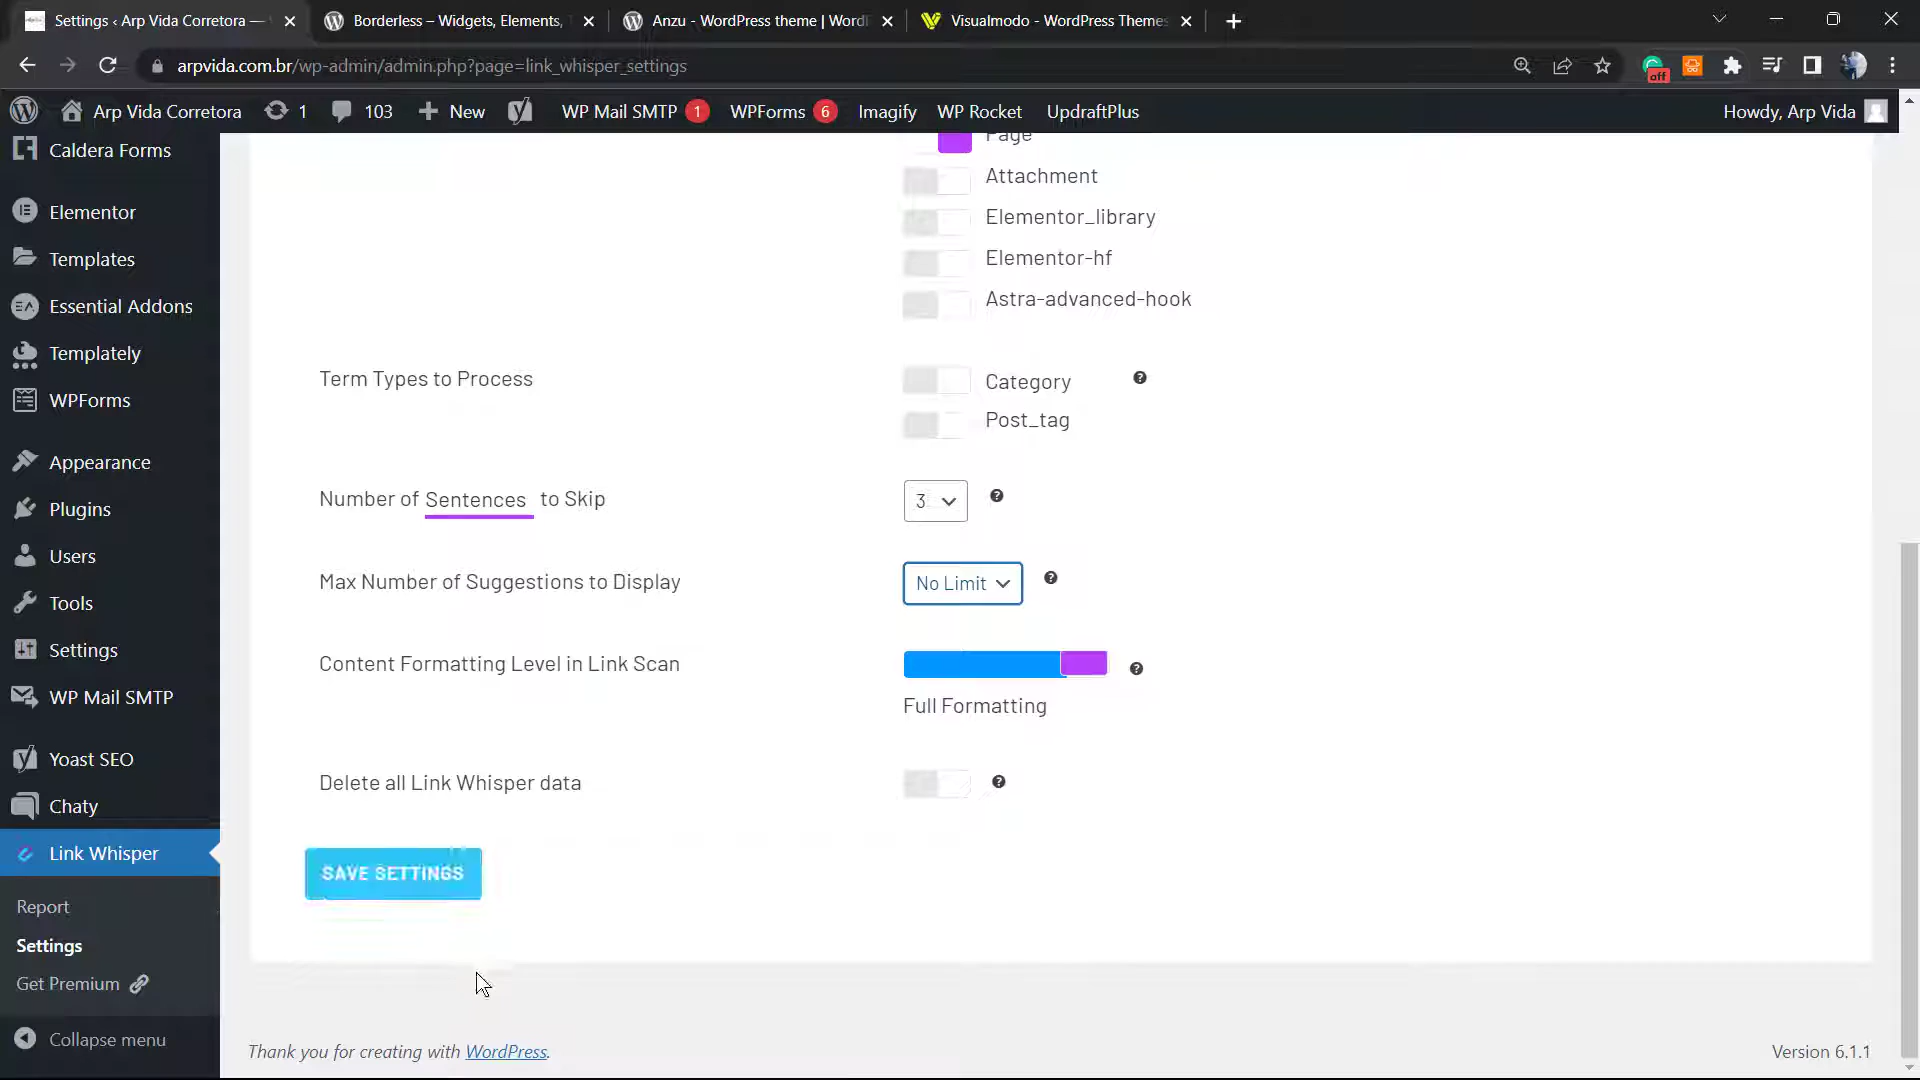 Settings ‹ Arp Vida Corretora —
Borderless – Widgets, Elements,
Anzu - WordPress theme | Word
Visualmodo - WordPress Themes
arpvida.com.br/wp-admin/admin.php?page=link_whisper_settings
off
Arp Vida Corretora
1
103
New
WP Mail SMTP 1
WPForms 6
Imagify
WP Rocket
UpdraftPlus
Howdy, Arp Vida
Caldera Forms
Elementor
Templates
Essential Addons
Templately
WPForms
Appearance
Plugins
Users
Tools
Settings
WP Mail SMTP
Yoast SEO
Chaty
Link Whisper
Report
Settings
Get Premium
Collapse menu
Page
Attachment
Elementor_library
Elementor-hf
Astra-advanced-hook
Term Types to Process
Category
Post_tag
Number of Sentences to Skip
3
Max Number of Suggestions to Display
No Limit
Content Formatting Level in Link Scan
Full Formatting
Delete all Link Whisper data
SAVE SETTINGS
Thank you for creating with WordPress.
Version 6.1.1